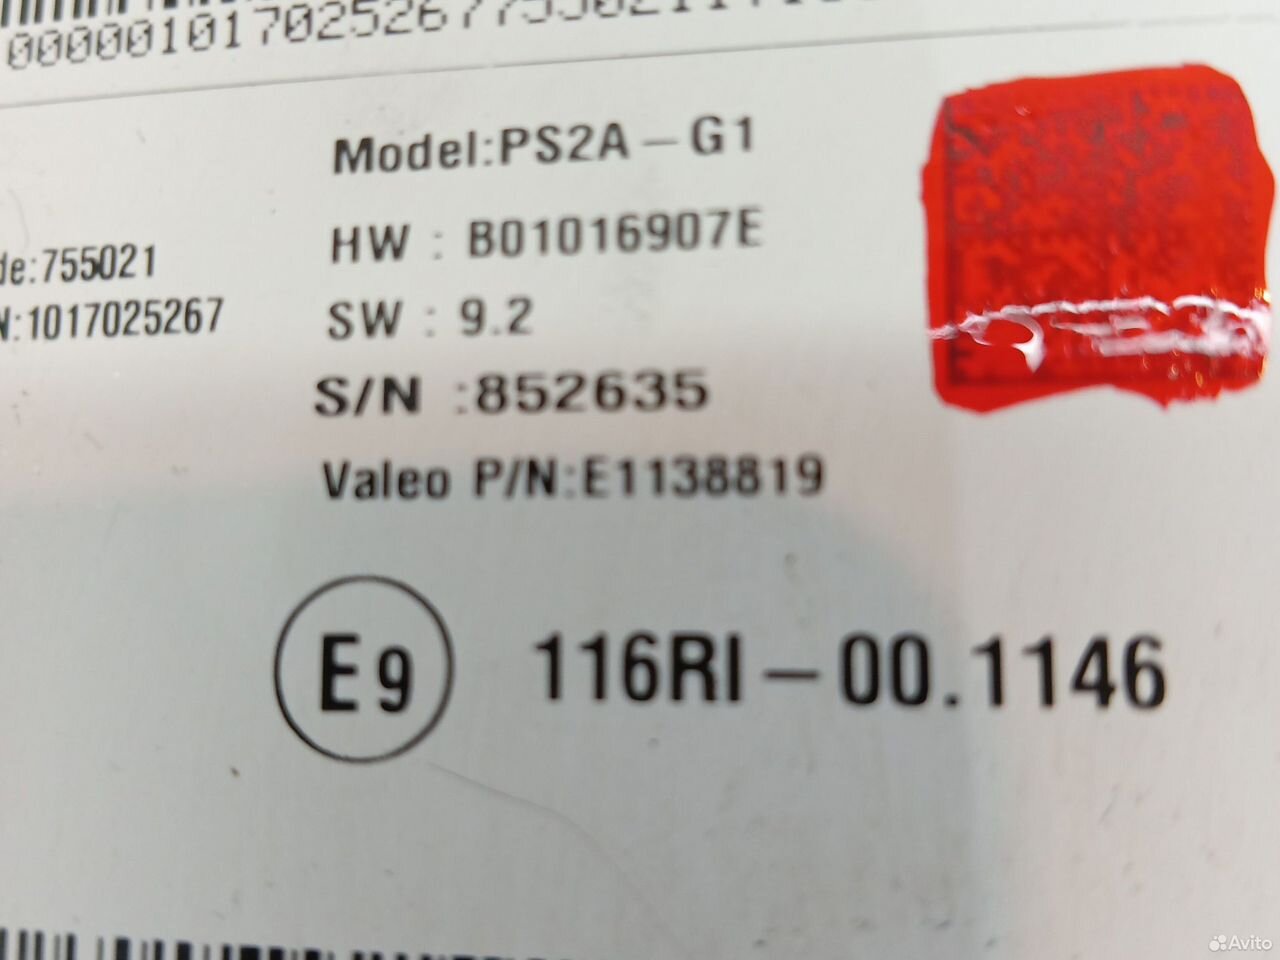 Model:PS2A-G1
HW : B01016907E
de:755021
N:1017025267
SW : 9.2
S/N :852635
Valeo P/N:E1138819
E9 116RI-00.1146
Avito